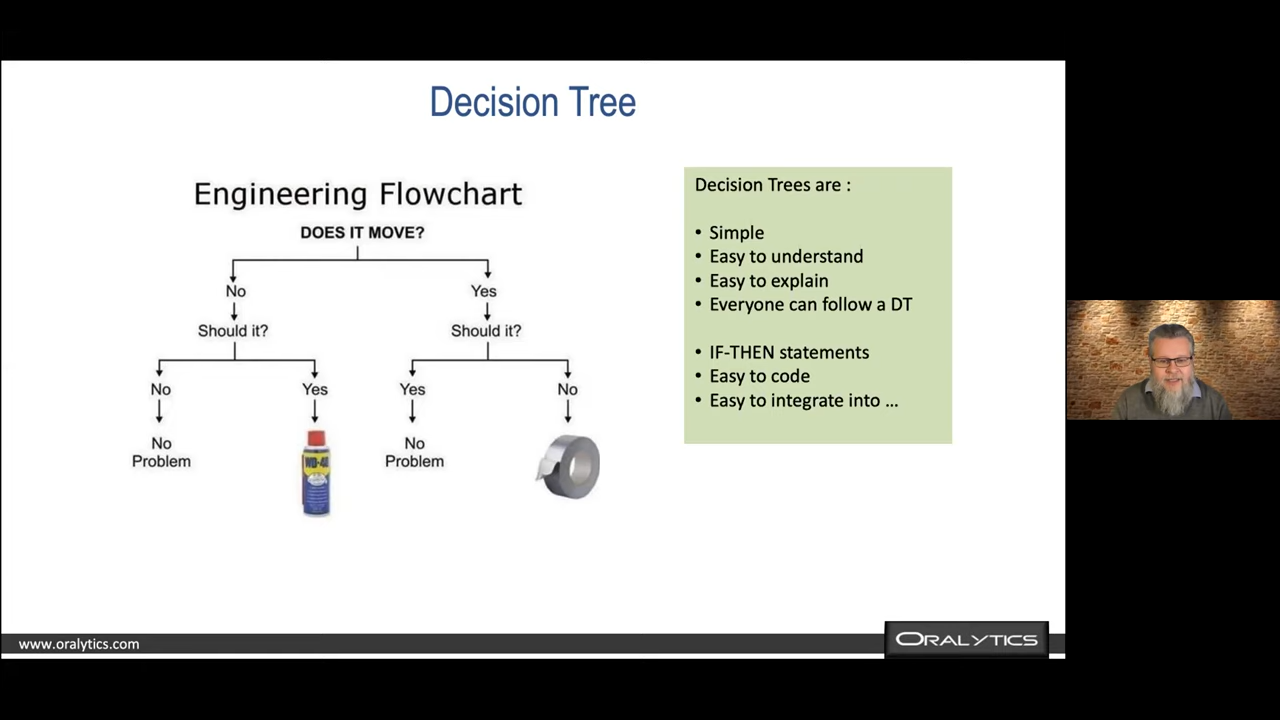 Decision Tree
Engineering Flowchart
DOES IT MOVE?
No
Yes
Should it?
Should it?
No
Yes
Yes
No
No
Problem
WD-40
No
Problem
Decision Trees are :
• Simple
• Easy to understand
• Easy to explain
• Everyone can follow a DT
• IF-THEN statements
• Easy to code
• Easy to integrate into ...
www.oralytics.com
ORALYTICS